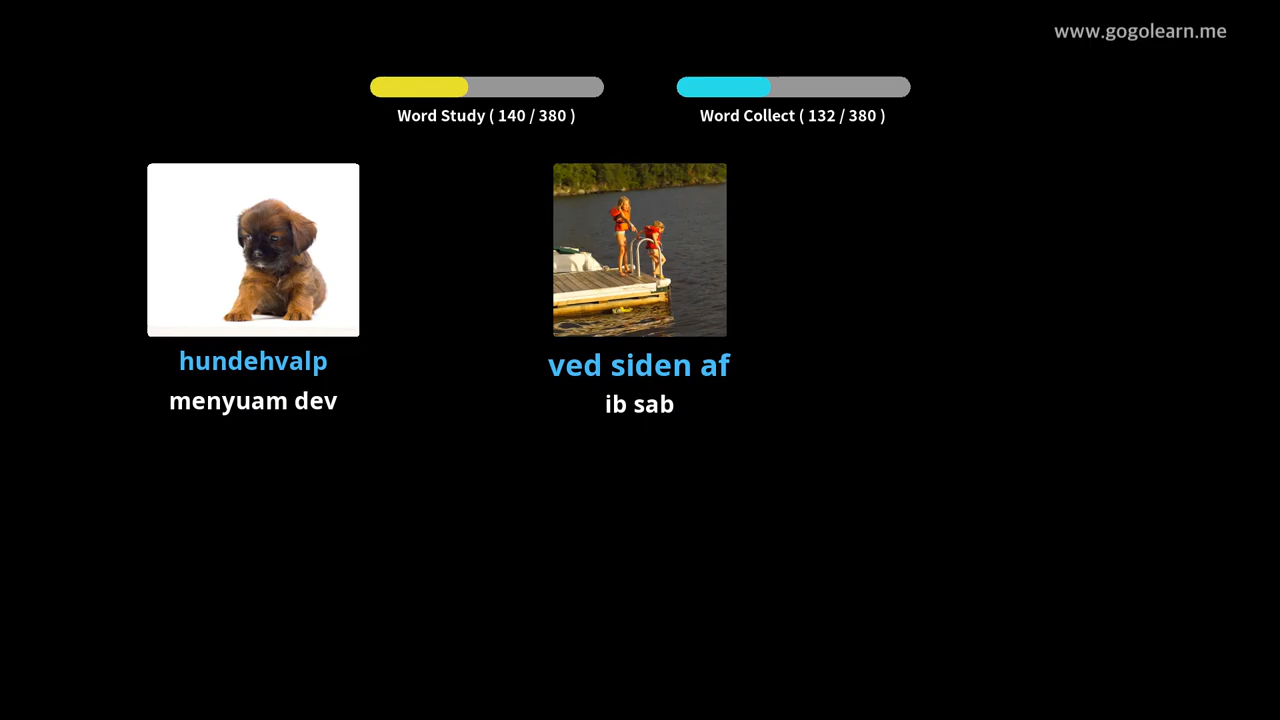 www.gogolearn.me
Word Study ( 140 / 380 )
Word Collect ( 132 / 380 )
hundehvalp
menyuam dev
ved siden af
ib sab